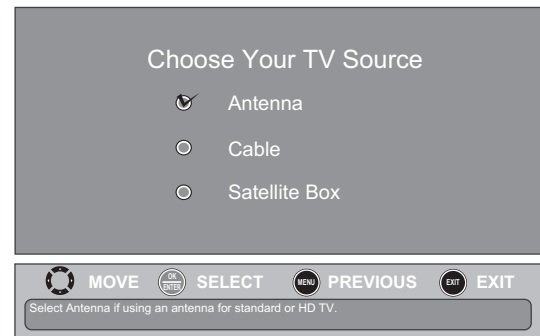 Choose Your TV Source
Antenna
Cable
Satellite Box
MOVE OK ENTER SELECT MENU PREVIOUS EXIT EXIT
Select Antenna if using an antenna for standard or HD TV.